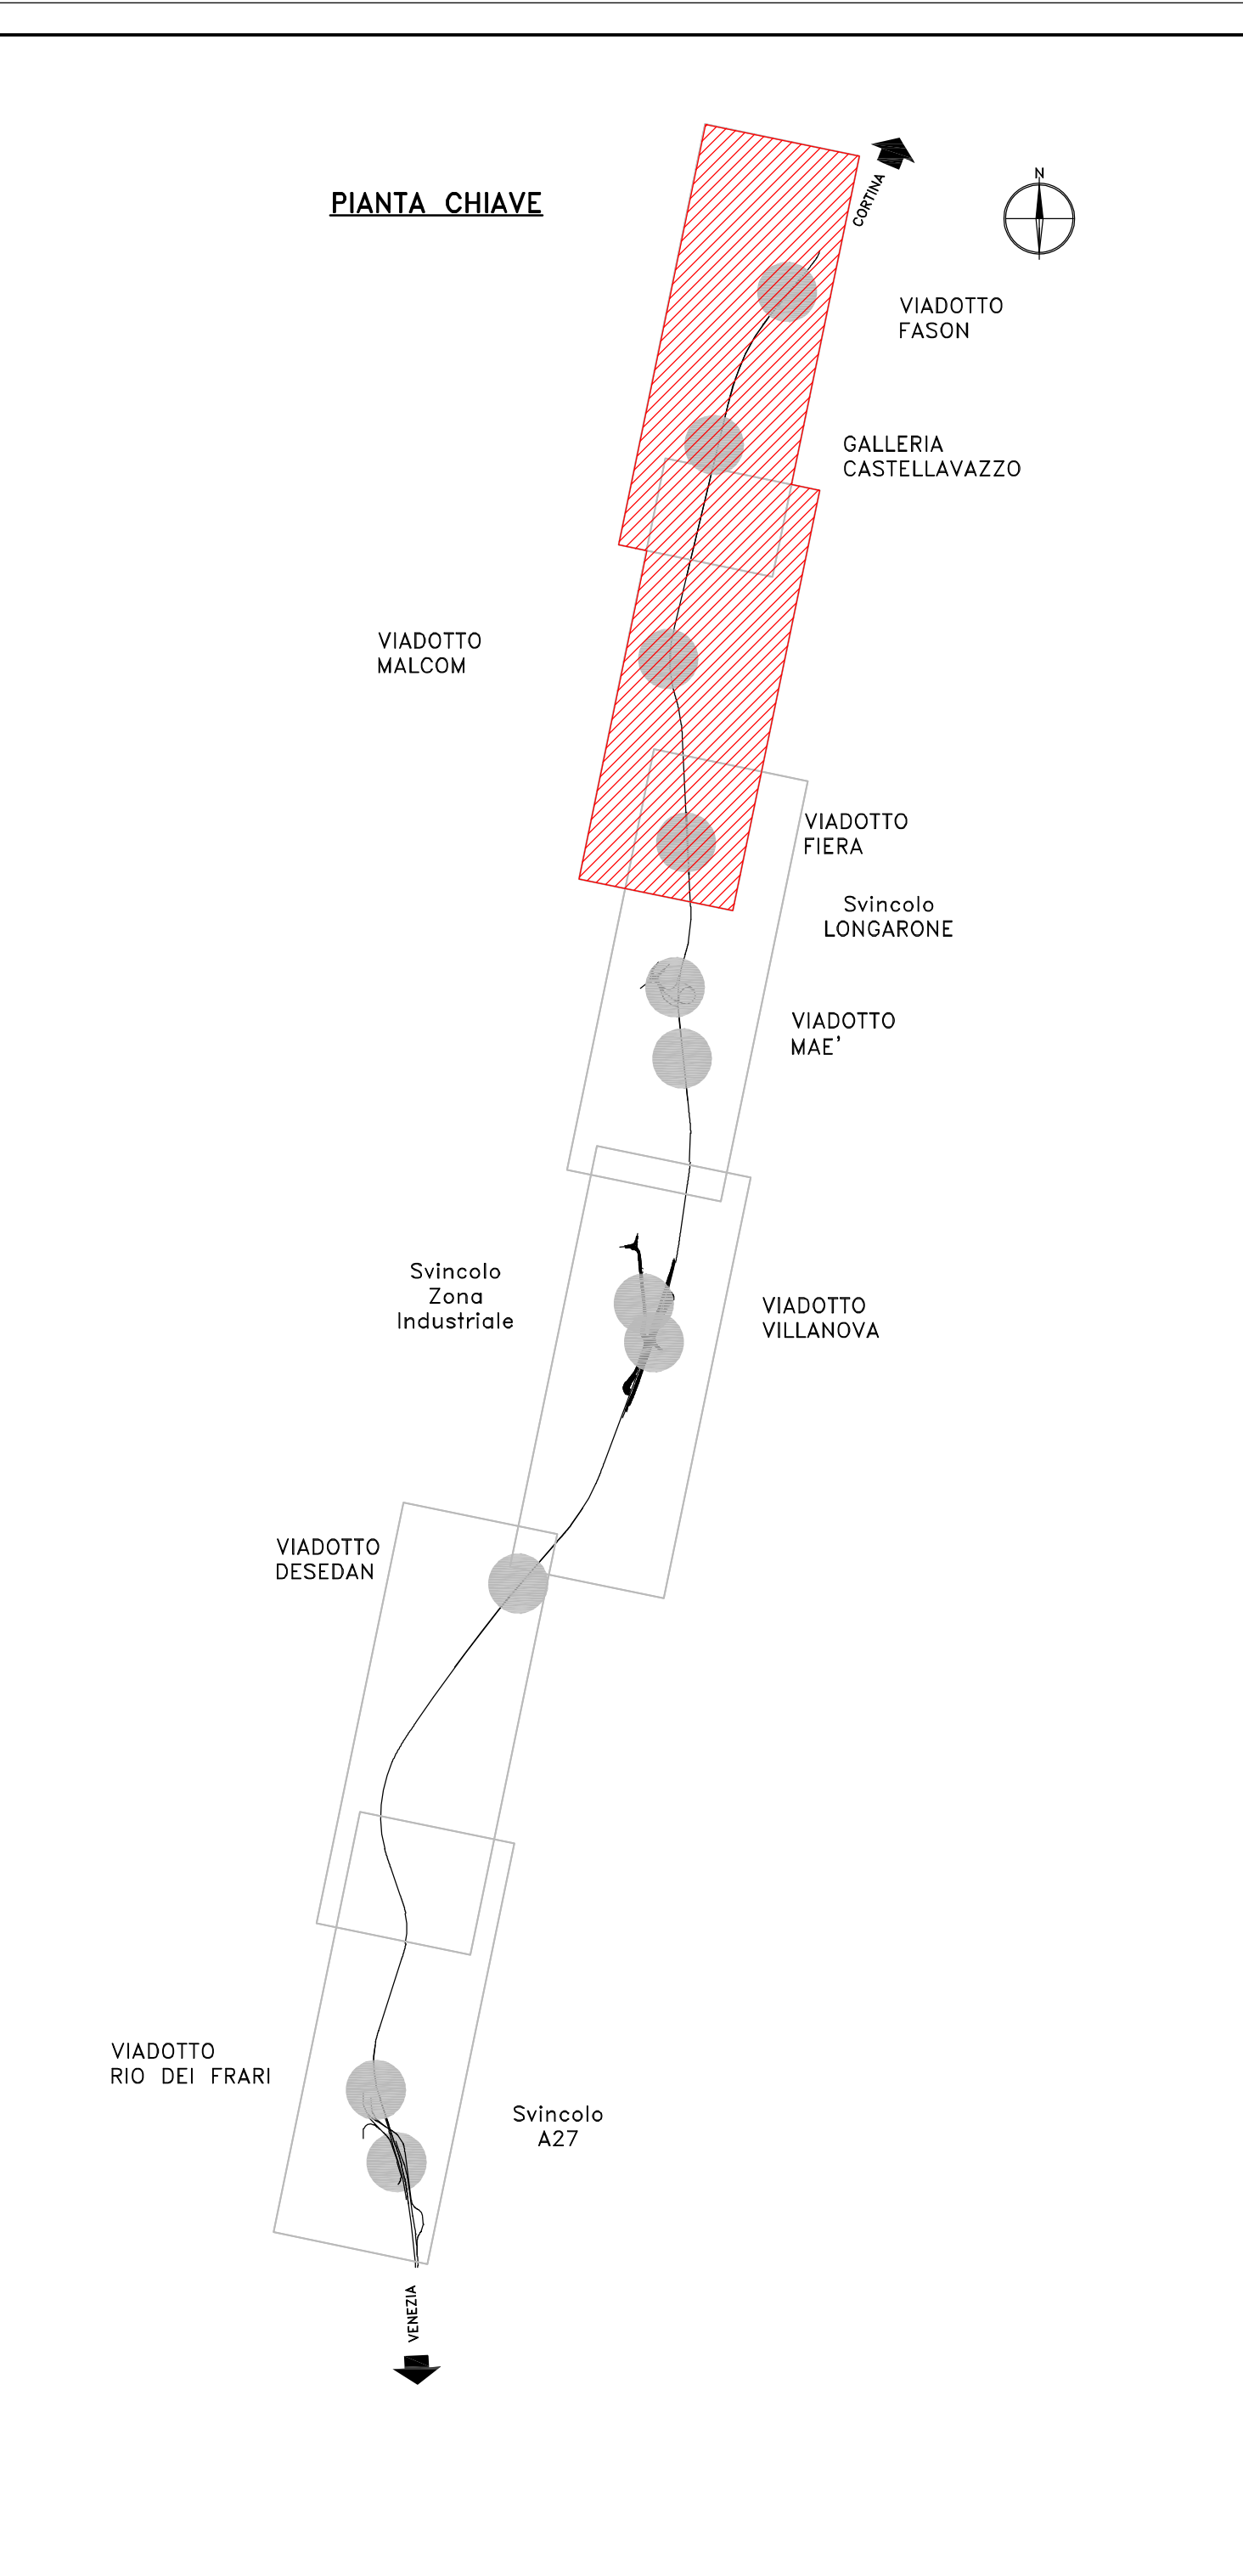 N
PIANTA CHIAVE
CORTINA
VIADOTTO
FASON
GALLERIA
CASTELLAVAZZO
VIADOTTO
MALCOM
VIADOTTO
FIERA
Svincolo
LONGARONE
VIADOTTO
MAE'
Svincolo
Zona
Industriale
VIADOTTO
VILLANOVA
VIADOTTO
DESEDAN
VIADOTTO
RIO DEI FRARI
Svincolo
A27
VENEZIA